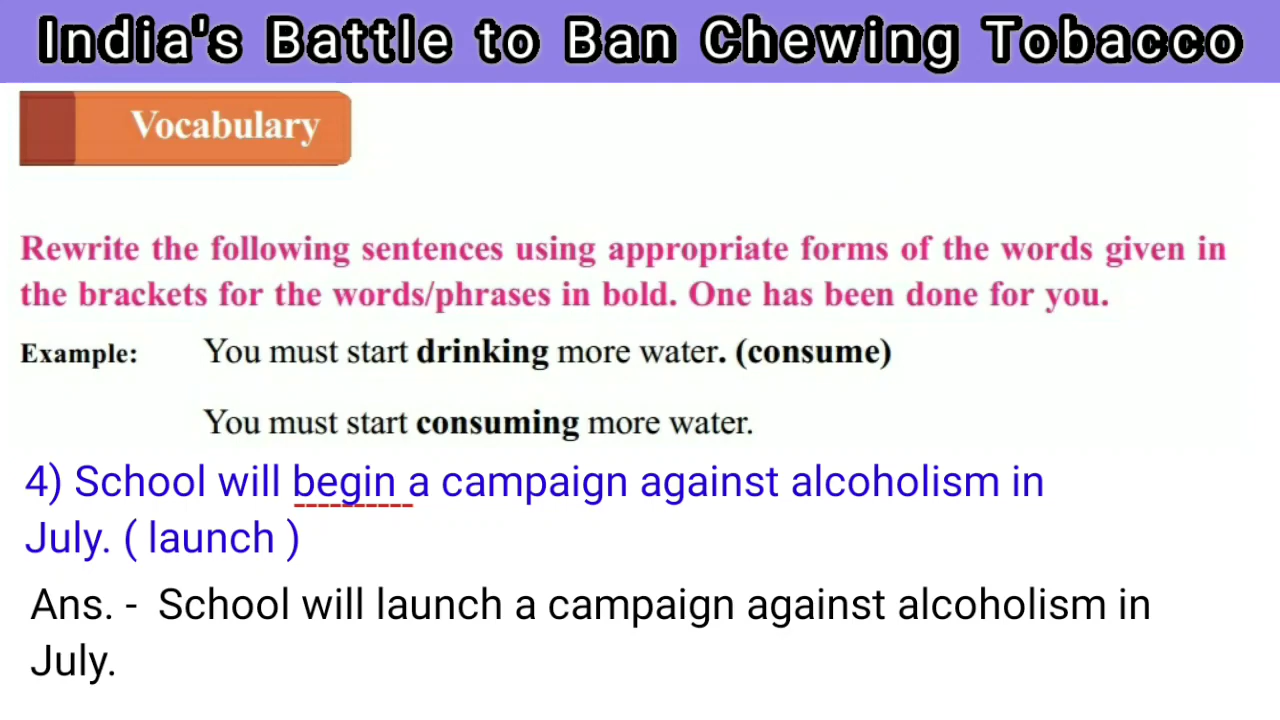 India's Battle to Ban Chewing Tobacco
Vocabulary
Rewrite the following sentences using appropriate forms of the words given in
the brackets for the words/phrases in bold. One has been done for you.
Example: You must start drinking more water. (consume)
You must start consuming more water.
4) School will begin a campaign against alcoholism in
July. ( launch )
Ans. - School will launch a campaign against alcoholism in
July.